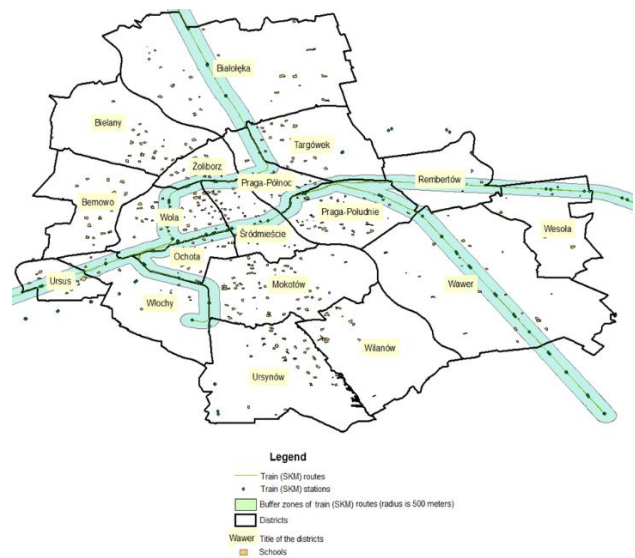 Białołęka
Bielany
Targówek
Żoliborz
Bemowo
Praga-Północ
Rembertów
Wola
Praga-Południe
Wesoła
Śródmieście
Ochota
Ursus
Włochy
Mokotów
Wawer
Wilanów
Ursynów
Legend
Train (SKM) routes
Train (SKM) stations
Buffer zones of train (SKM) routes (radius is 500 meters)
Districts
Wawer Title of the districts
Schools